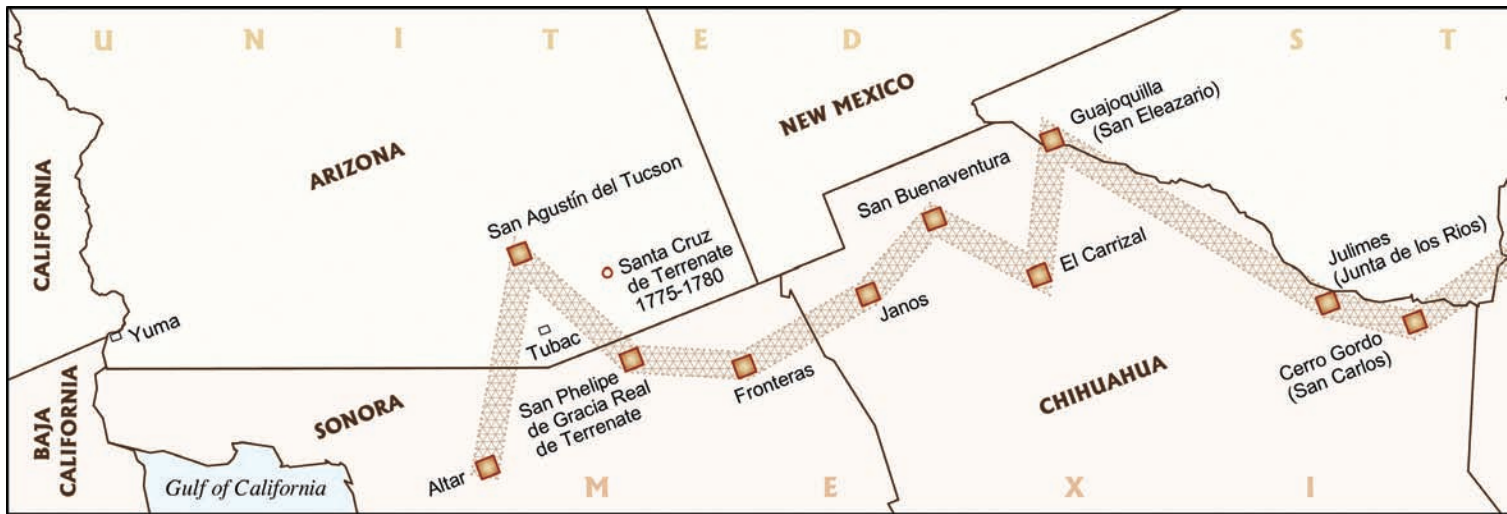 U N I T E D S T
CALIFORNIA
ARIZONA
NEW MEXICO
Guajoquilla
(San Eleazario)
San Agustín del Tucson
San Buenaventura
Santa Cruz
de Terrenate
1775-1780
El Carrizal
Julimes
(Junta de los Rios)
Janos
Yuma
Tubac
San Phelipe
de Gracia Real
de Terrenate
Fronteras
Cerro Gordo
(San Carlos)
BAJA
CALIFORNIA
SONORA
CHIHUAHUA
Altar
Gulf of California
M E X I